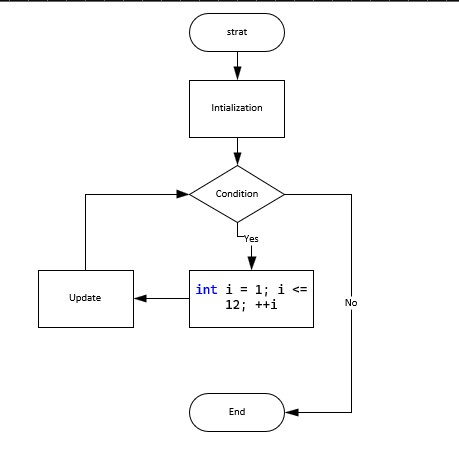 strat
Intialization
Condition
Yes
Update
int i = 1; i <=
12; ++i
No
End